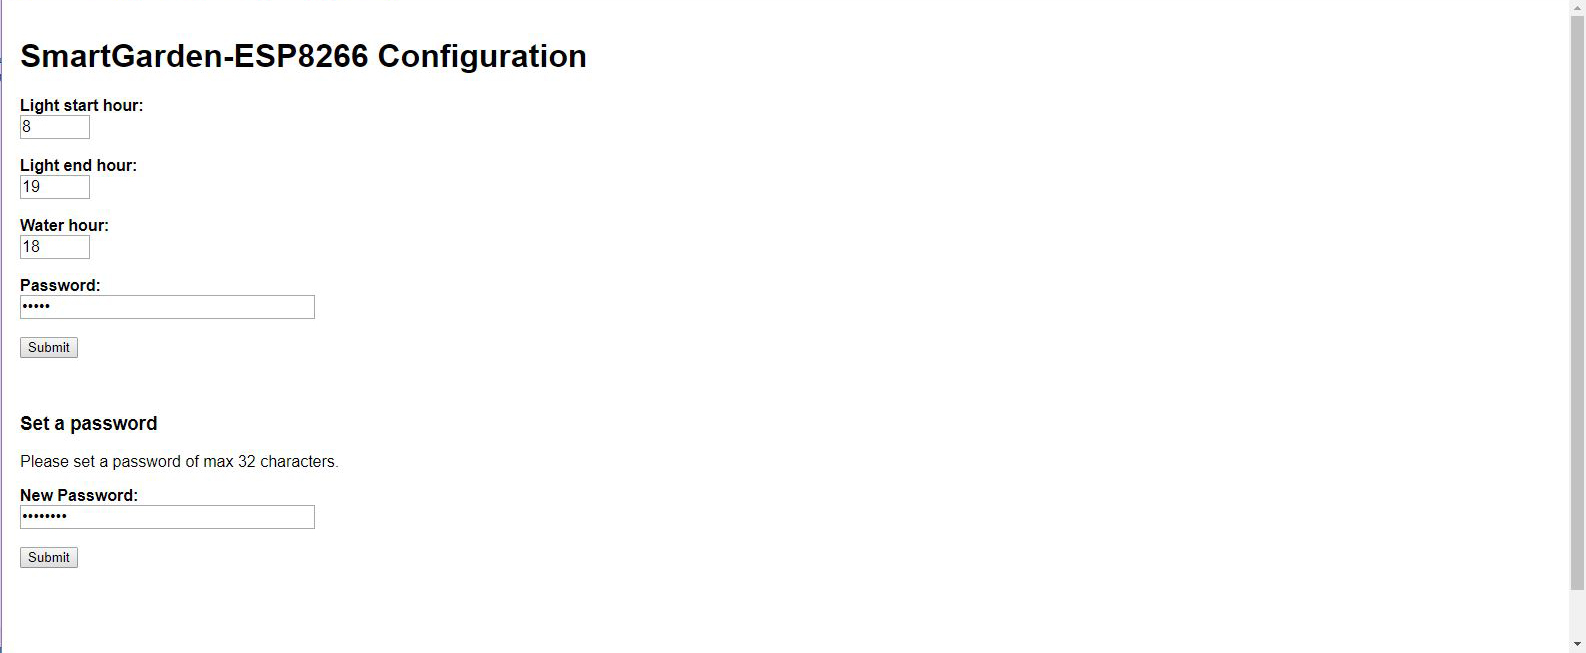 SmartGarden-ESP8266 Configuration
Light start hour:
8
Light end hour:
19
Water hour:
18
Password:
•••••
Submit
Set a password
Please set a password of max 32 characters.
New Password:
••••••••
Submit